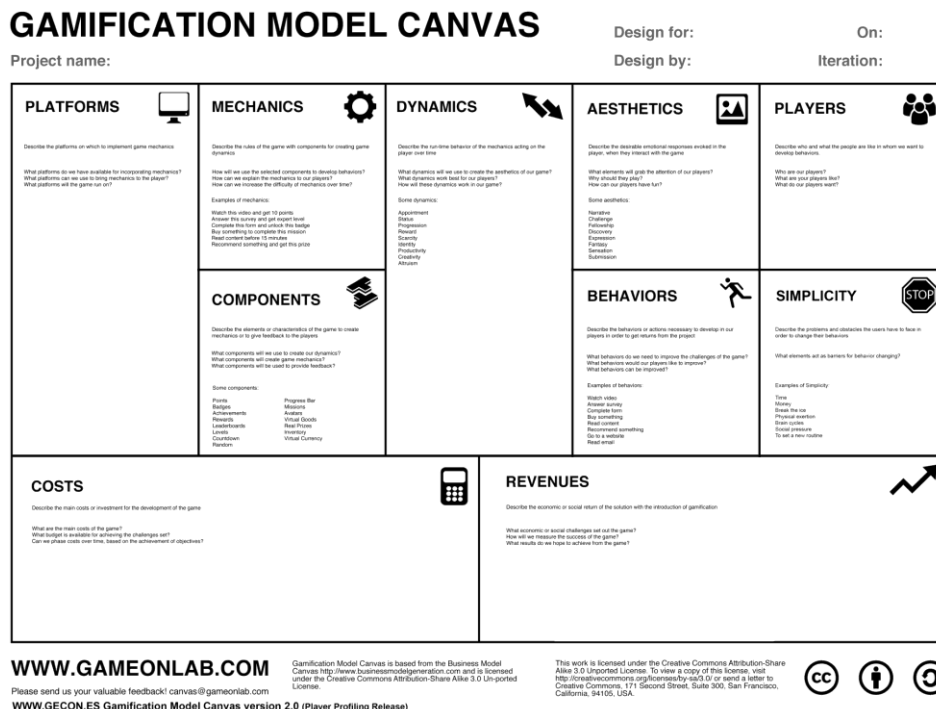 GAMIFICATION MODEL CANVAS
Design for:
On:
Project name:
Design by:
Iteration:
PLATFORMS
Describe the platforms on which to implement game mechanics
What platforms do we have available for incorporating mechanics?
What platforms can we use to bring mechanics to the player?
What platforms will the game run on?
MECHANICS
Describe the rules of the game with components for creating game
dynamics
How will we use the selected components to develop behaviors?
How can we explain the mechanics to our players?
How can we increase the difficulty of mechanics over time?
Examples of mechanics:
Watch this video and get 10 points
Answer this survey and get expert level
Complete this form and unlock this badge
Buy something to complete this mission
Read content before 15 minutes
Recommend something and get this prize
COMPONENTS
Describe the elements or characteristics of the game to create
mechanics or to give feedback to the players
What components will we use to create our dynamics?
What components will create game mechanics?
What components will be used to provide feedback?
Some components:
Points
Badges
Achievements
Rewards
Leaderboards
Levels
Countdown
Random
Progress Bar
Missions
Avatars
Virtual Goods
Real Prizes
Inventory
Virtual Currency
DYNAMICS
Describe the run-time behavior of the mechanics acting on the
player over time
What dynamics will we use to create the aesthetics of our game?
What dynamics work best for our players?
How will these dynamics work in our game?
Some dynamics:
Appointment
Status
Progression
Reward
Scarcity
Identity
Productivity
Creativity
Altruism
AESTHETICS
Describe the desirable emotional responses evoked in the
player, when they interact with the game
What elements will grab the attention of our players?
Why should they play?
How can our players have fun?
Some aesthetics:
Narrative
Challenge
Fellowship
Discovery
Expression
Fantasy
Sensation
Submission
BEHAVIORS
Describe the behaviors or actions necessary to develop in our
players in order to get returns from the project
What behaviors do we need to improve the challenges of the game?
What behaviors would our players like to improve?
What behaviors can be improved?
Examples of behaviors:
Watch video
Answer survey
Complete form
Buy something
Read content
Recommend something
Go to a website
Read email
PLAYERS
Describe who and what the people are like in whom we want to
develop behaviors.
Who are our players?
What are your players like?
What do our players want?
SIMPLICITY
STOP
Describe the problems and obstacles the users have to face in
order to change their behaviors
What elements act as barriers for behavior changing?
Examples of Simplicity:
Time
Money
Break the ice
Physical exertion
Brain cycles
Social pressure
To set a new routine
COSTS
Describe the main costs or investment for the development of the game
What are the main costs of the game?
What budget is available for achieving the challenges set?
Can we phase costs over time, based on the achievement of objectives?
REVENUES
Describe the economic or social return of the solution with the introduction of gamification
What economic or social challenges set out the game?
How will we measure the success of the game?
What results do we hope to achieve from the game?
WWW.GAMEONLAB.COM
Please send us your valuable feedback! canvas@gameonlab.com
WWW.GECON.ES Gamification Model Canvas version 2.0 (Player Profiling Release)
Gamification Model Canvas is based from the Business Model
Canvas http://www.businessmodelgeneration.com and is licensed
under the Creative Commons Attribution-Share Alike 3.0 Un-ported
License.
This work is licensed under the Creative Commons Attribution-Share
Alike 3.0 Unported License. To view a copy of this license, visit
http://creativecommons.org/licenses/by-sa/3.0/ or send a letter to
Creative Commons, 171 Second Street, Suite 300, San Francisco,
California, 94105, USA.
cc